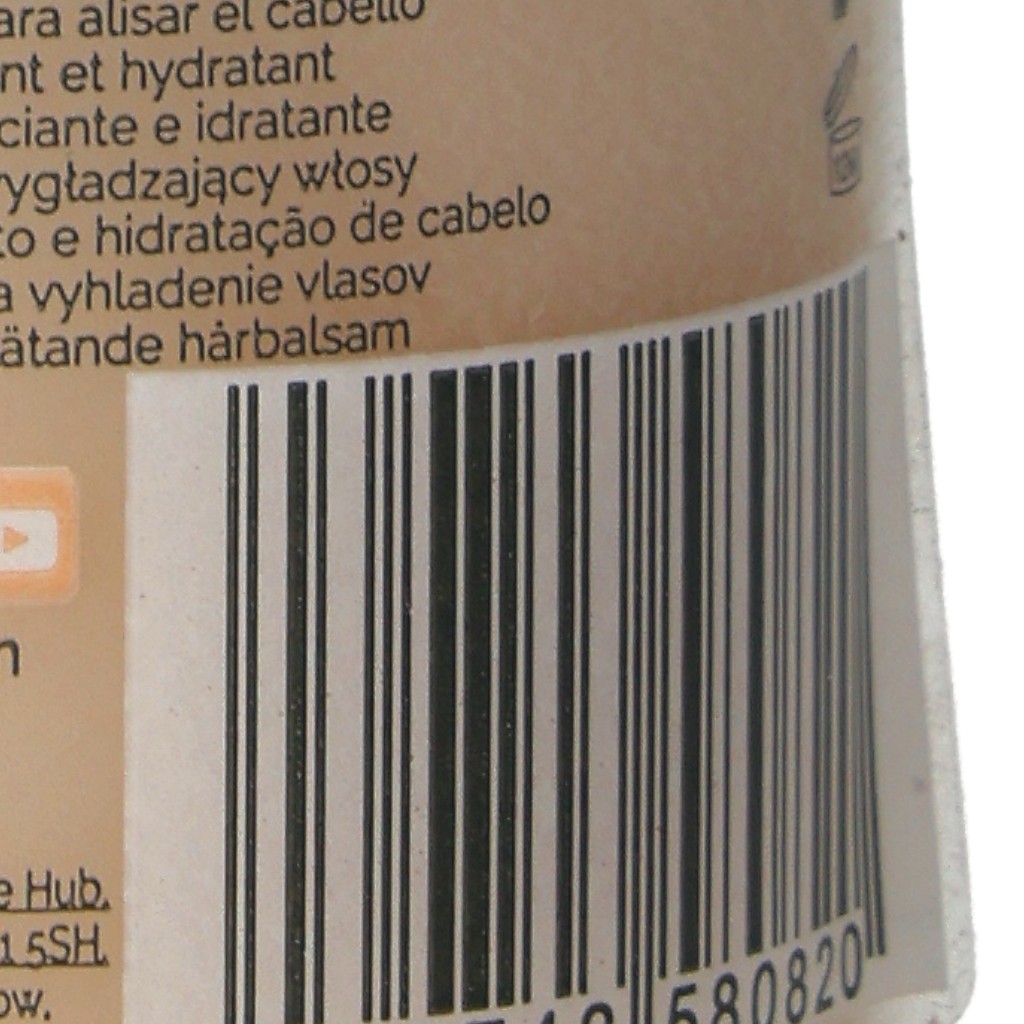 ara alisar el cabello
nt et hydratant
ciante e idratante
ygładzający włosy
o e hidratação de cabelo
a vyhladenie vlasov
ätande hårbalsam
n
e Hub,
1 5SH.
ow.
580820